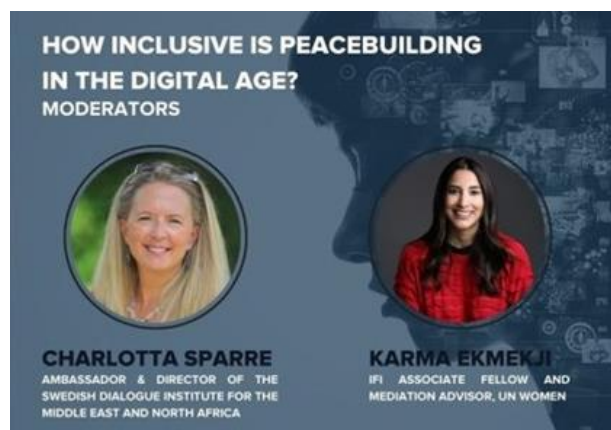 HOW INCLUSIVE IS PEACEBUILDING
IN THE DIGITAL AGE?
MODERATORS
CHARLOTTA SPARRE
AMBASSADOR & DIRECTOR OF THE
SWEDISH DIALOGUE INSTITUTE FOR THE
MIDDLE EAST AND NORTH AFRICA
KARMA EKMEKJI
IFI ASSOCIATE FELLOW AND
MEDIATION ADVISOR, UN WOMEN